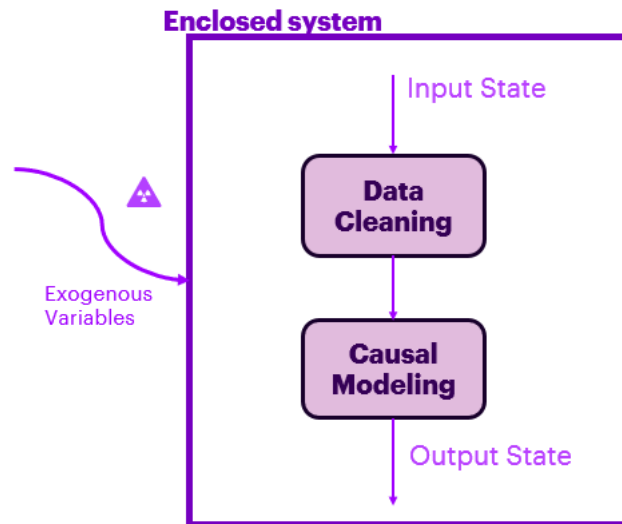 Enclosed system
Input State
Data
Cleaning
Exogenous
Variables
Causal
Modeling
Output State